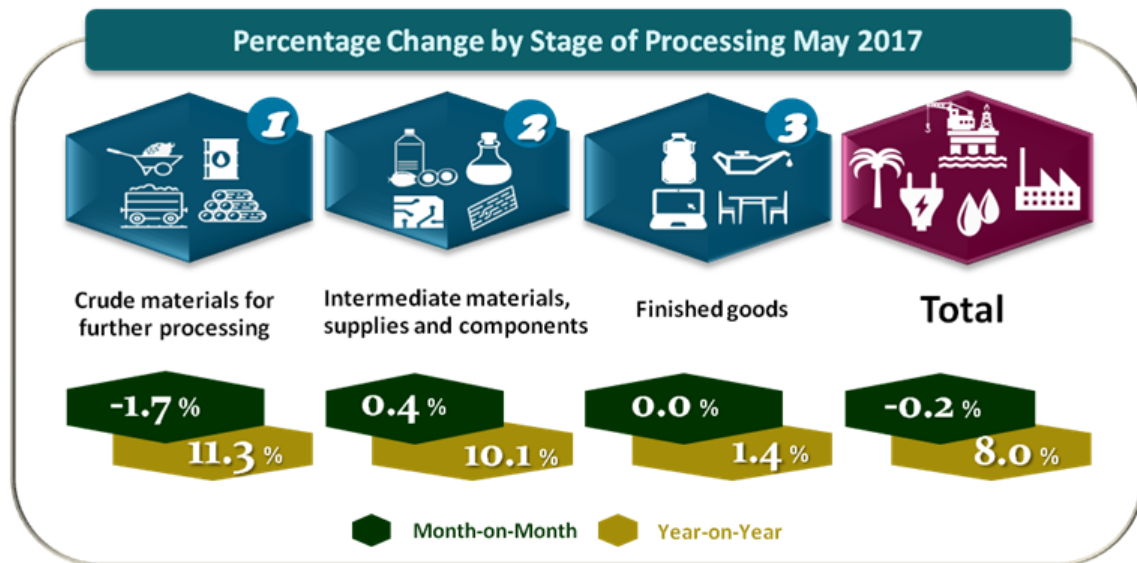 Percentage Change by Stage of Processing May 2017
1
2
3
Crude materials for
further processing
Intermediate materials,
supplies and components
Finished goods
Total
-1.7 %
11.3 %
0.4 %
10.1 %
0.0 %
1.4 %
-0.2 %
8.0 %
Month-on-Month
Year-on-Year